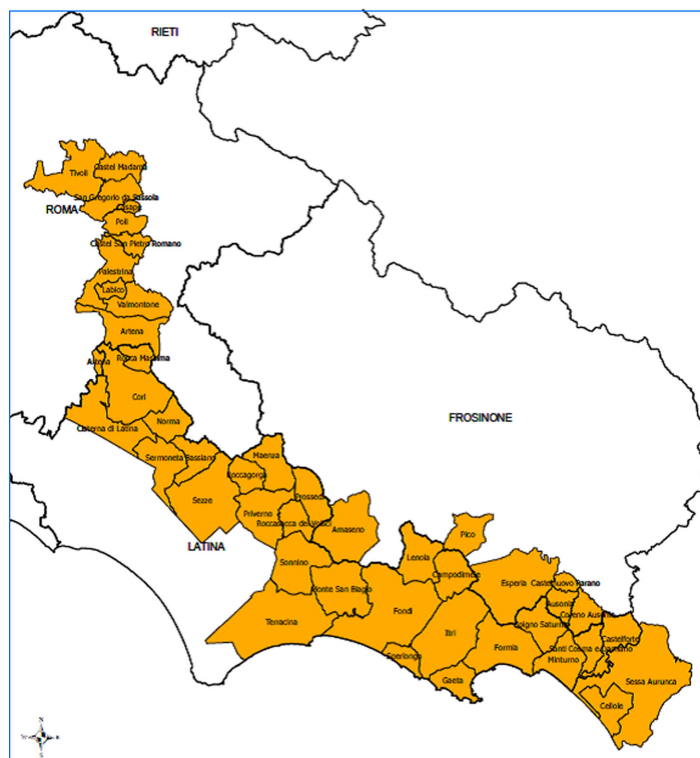 RIETI
Tivoli
Castel Madama
San Gregorio da Sassola
Casape
ROMA
Poli
Castel San Pietro Romano
Palestrina
Labico
Valmontone
Artena
Rocca Massima
Artena
Cori
Norma
Cisterna di Latina
FROSINONE
Maenza
Sermoneta
Bassiano
Roccagorga
Prossedi
Sezze
Priverno
Roccasecca dei Volsci
Amaseno
Pico
LATINA
Lenola
Sonnino
Campodimele
Esperia
Castelnuovo Parano
Monte San Biagio
Ausonia
Fondi
Coreno Ausonio
Terracina
Spigno Saturnia
Itri
Castelforte
Formia
Santi Cosma e Damiano
Sperlonga
Minturno
Gaeta
Sessa Aurunca
Cellole
N
S